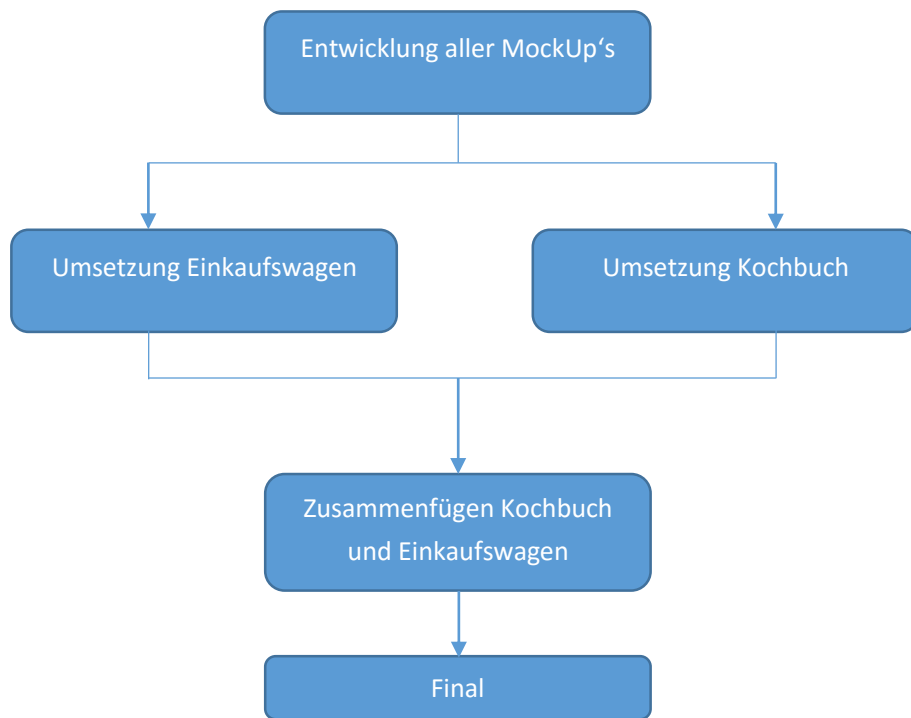 Entwicklung aller MockUp‘s
Umsetzung Einkaufswagen
Umsetzung Kochbuch
Zusammenfügen Kochbuch
und Einkaufswagen
Final